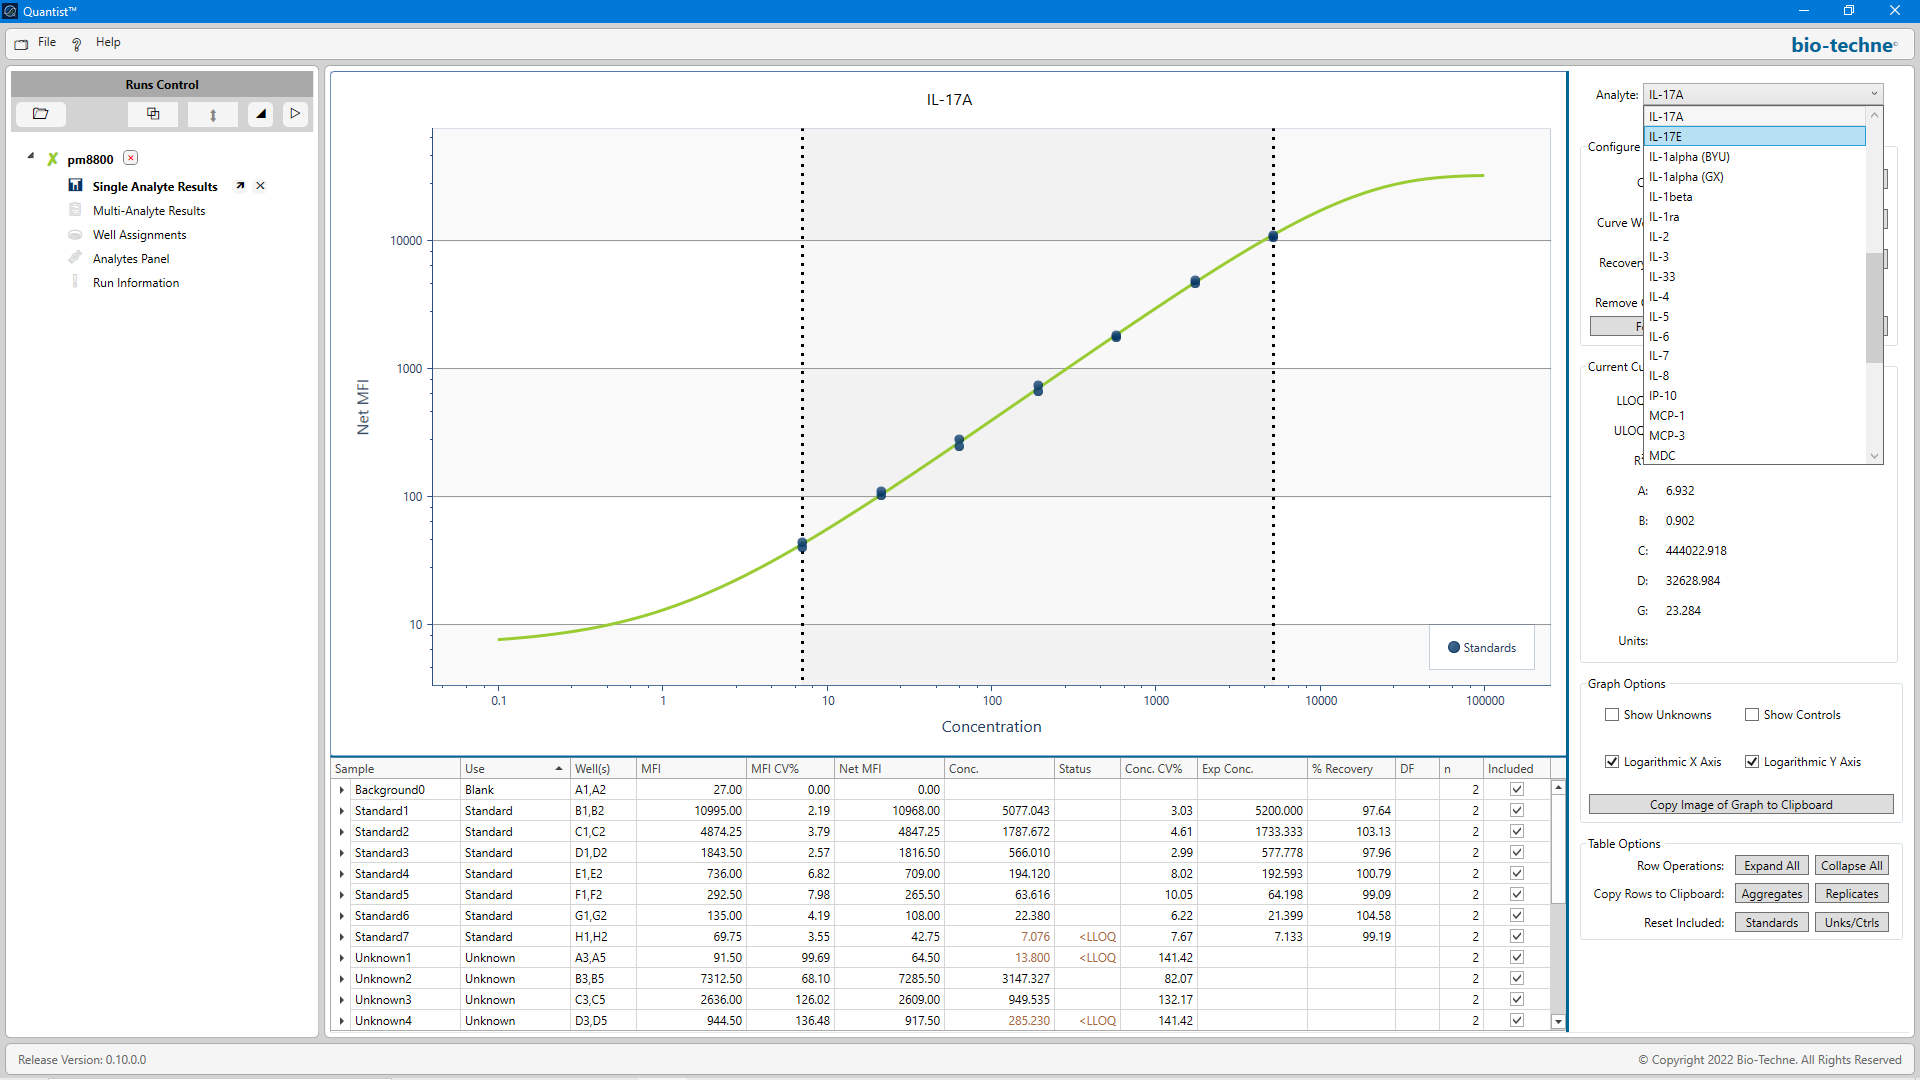 Quantist™
File Help
bio-techne
Runs Control
pm8800
Single Analyte Results
Multi-Analyte Results
Well Assignments
Analytes Panel
Run Information
IL-17A
Net MFI
10000
1000
100
10
0.1 1 10 100 1000 10000 100000
Concentration
Standards
Sample Use Well(s) MFI MFI CV% Net MFI Conc. Status Conc. CV% Exp Conc. % Recovery DF n Included
Background0 Blank A1,A2 27.00 0.00 0.00 2
Standard1 Standard B1,B2 10995.00 2.19 10968.00 5077.043 3.03 5200.000 97.64 2
Standard2 Standard C1,C2 4874.25 3.79 4847.25 1787.672 4.61 1733.333 103.13 2
Standard3 Standard D1,D2 1843.50 2.57 1816.50 566.010 2.99 577.778 97.96 2
Standard4 Standard E1,E2 736.00 6.82 709.00 194.120 8.02 192.593 100.79 2
Standard5 Standard F1,F2 292.50 7.98 265.50 63.616 10.05 64.198 99.09 2
Standard6 Standard G1,G2 135.00 4.19 108.00 22.380 6.22 21.399 104.58 2
Standard7 Standard H1,H2 69.75 3.55 42.75 7.076 <LLOQ 7.67 7.133 99.19 2
Unknown1 Unknown A3,A5 91.50 99.69 64.50 13.800 <LLOQ 141.42 2
Unknown2 Unknown B3,B5 7312.50 68.10 7285.50 3147.327 82.07 2
Unknown3 Unknown C3,C5 2636.00 126.02 2609.00 949.535 132.17 2
Unknown4 Unknown D3,D5 944.50 136.48 917.50 285.230 <LLOQ 141.42 2
Analyte: IL-17A
IL-17A
IL-17E
IL-1alpha (BYU)
IL-1alpha (GX)
IL-1beta
IL-1ra
IL-2
IL-3
IL-33
IL-4
IL-5
IL-6
IL-7
IL-8
IP-10
MCP-1
MCP-3
MDC
Configure
Curve W
Recovery
Remove
Current Cu
LLOQ
ULOQ
A: 6.932
B: 0.902
C: 444022.918
D: 32628.984
G: 23.284
Units:
Graph Options
Show Unknowns Show Controls
Logarithmic X Axis Logarithmic Y Axis
Copy Image of Graph to Clipboard
Table Options
Row Operations: Expand All Collapse All
Copy Rows to Clipboard: Aggregates Replicates
Reset Included: Standards Unks/Ctrls
Release Version: 0.10.0.0
© Copyright 2022 Bio-Techne. All Rights Reserved